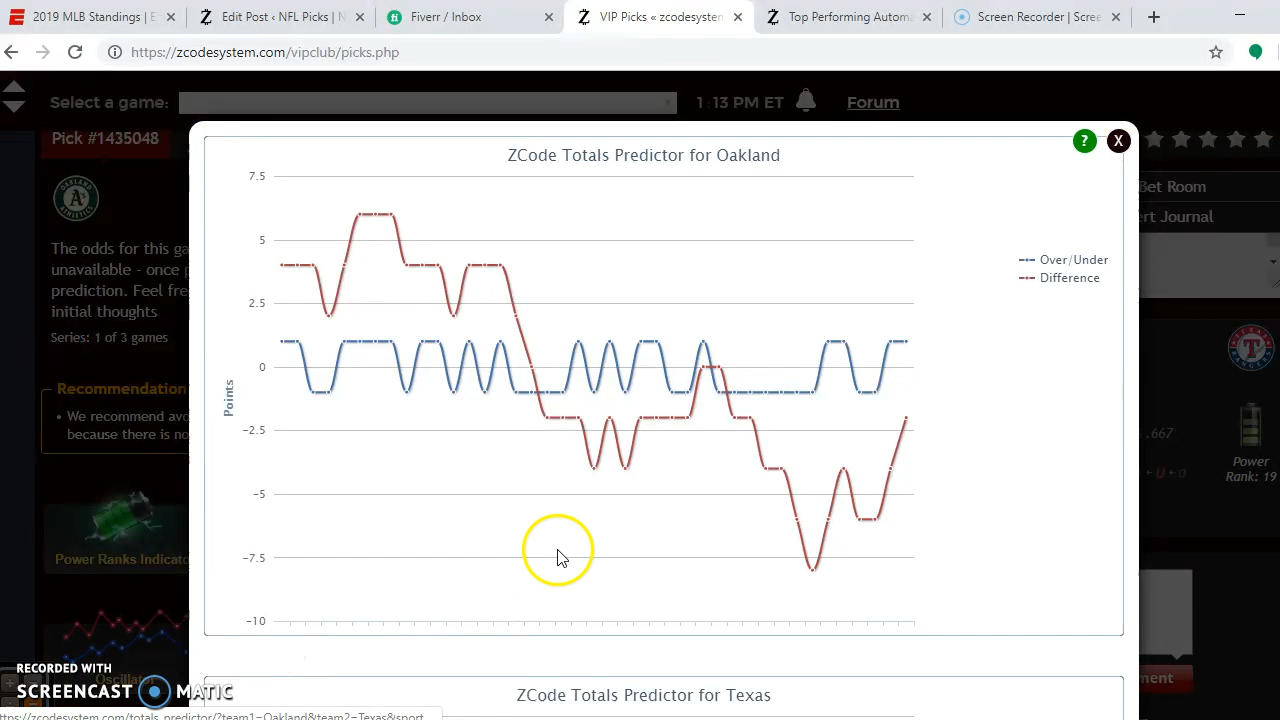 2019 MLB Standings | E
Edit Post ‹ NFL Picks | N
Fiverr / Inbox
VIP Picks « zcodesystem
Top Performing Automa
Screen Recorder | Scree
https://zcodesystem.com/vipclub/picks.php
Select a game:
1:13 PM ET
Forum
Pick #1435048
ZCode Totals Predictor for Oakland
?
X
7.5
5
2.5
0
-2.5
-5
-7.5
-10
Points
Over/Under
Difference
Bet Room
ert Journal
The odds for this ga
unavailable - once p
prediction. Feel fre
initial thoughts
Series: 1 of 3 games
Recommendation
• We recommend avo
because there is no
Power Ranks Indicato
Oscillator
.667
Power
Rank: 19
ment
RECORDED WITH
SCREENCAST MATIC
ZCode Totals Predictor for Texas
https://zcodesystem.com/totals_predictor/?team1=Oakland&team2=Texas&sport